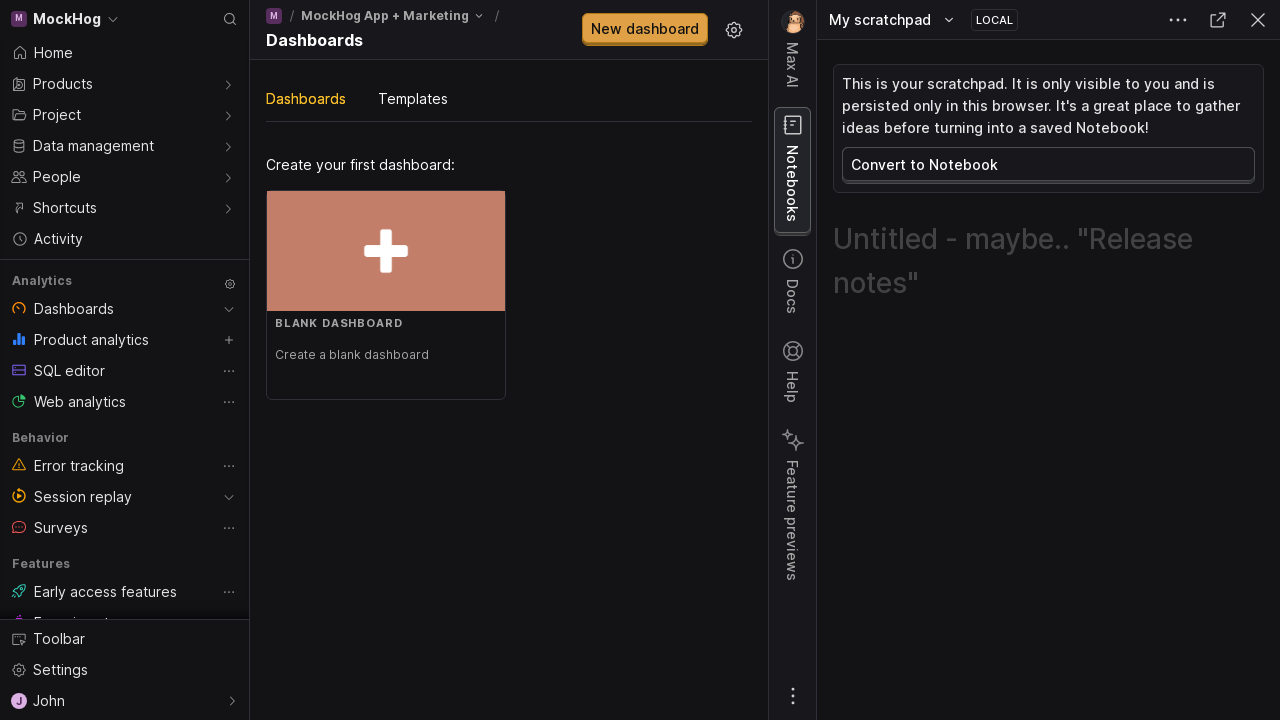 M MockHog
Home
Products
Project
Data management
People
Shortcuts
Activity
Analytics
Dashboards
Product analytics
SQL editor
Web analytics
Behavior
Error tracking
Session replay
Surveys
Features
Early access features
Toolbar
Settings
J John
M / MockHog App + Marketing /
Dashboards
New dashboard
Dashboards Templates
Create your first dashboard:
BLANK DASHBOARD
Create a blank dashboard
Max AI
Notebooks
Docs
Help
Feature previews
My scratchpad LOCAL
This is your scratchpad. It is only visible to you and is
persisted only in this browser. It's a great place to gather
ideas before turning into a saved Notebook!
Convert to Notebook
Untitled - maybe.. "Release
notes"